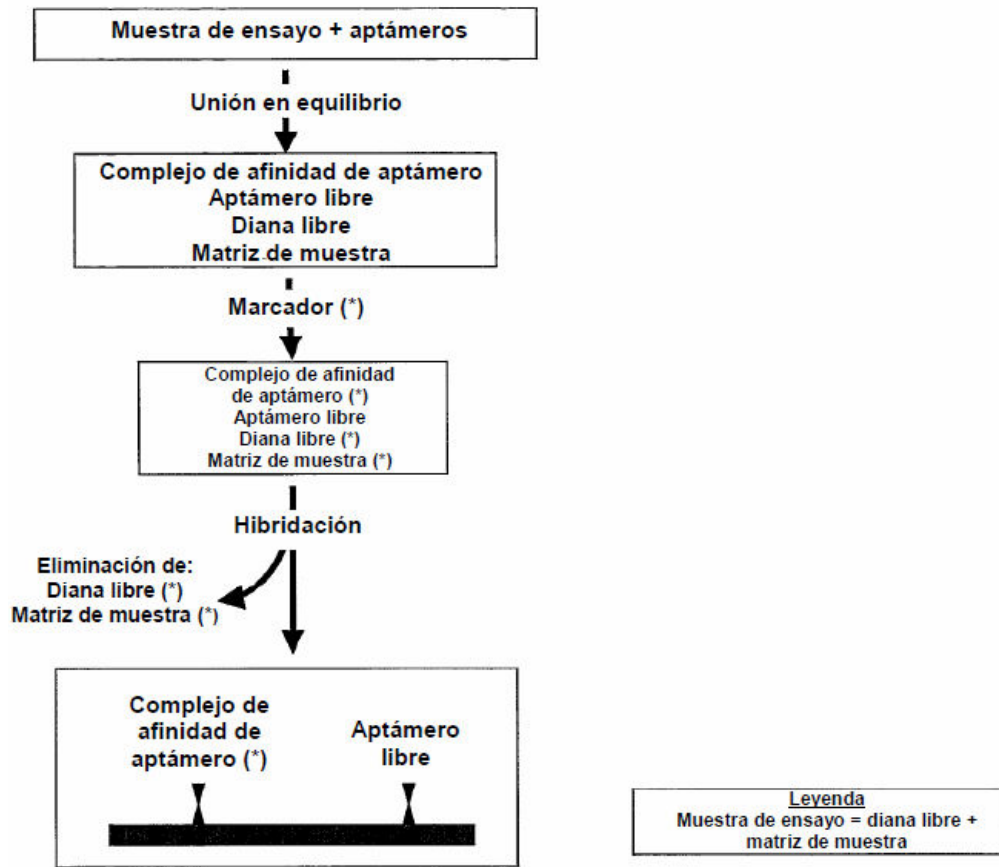 Muestra de ensayo + aptámeros
Unión en equilibrio
Complejo de afinidad de aptámero
Aptámero libre
Diana libre
Matriz de muestra
Marcador (*)
Complejo de afinidad
de aptámero (*)
Aptámero libre
Diana libre (*)
Matriz de muestra (*)
Hibridación
Eliminación de:
Diana libre (*)
Matriz de muestra (*)
Complejo de
afinidad de
aptámero (*)
Aptámero
libre
Leyenda
Muestra de ensayo = diana libre +
matriz de muestra